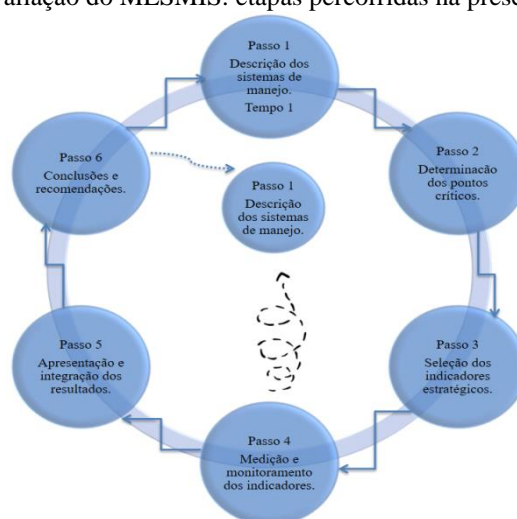 aliação do MESMIS: etapas percorridas na prese
Passo 1
Descrição dos
sistemas de
manejo.
Tempo 1
Passo 2
Determinação
dos pontos
críticos.
Passo 3
Seleção dos
indicadores
estratégicos.
Passo 4
Medição e
monitoramento
dos indicadores.
Passo 5
Apresentação e
integração dos
resultados.
Passo 6
Conclusões e
recomendações.
Passo 1
Descrição
dos sistemas
de manejo.